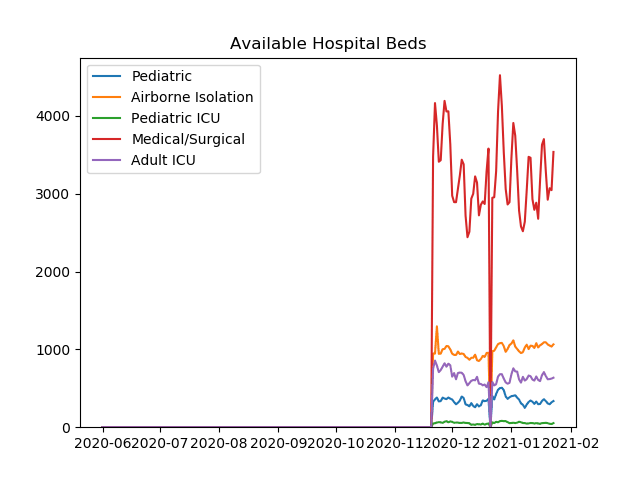 Available Hospital Beds
Pediatric
Airborne Isolation
Pediatric ICU
Medical/Surgical
Adult ICU
4000
3000
2000
1000
0
2020-06 2020-07 2020-08 2020-09 2020-10 2020-11 2020-12 2021-01 2021-02